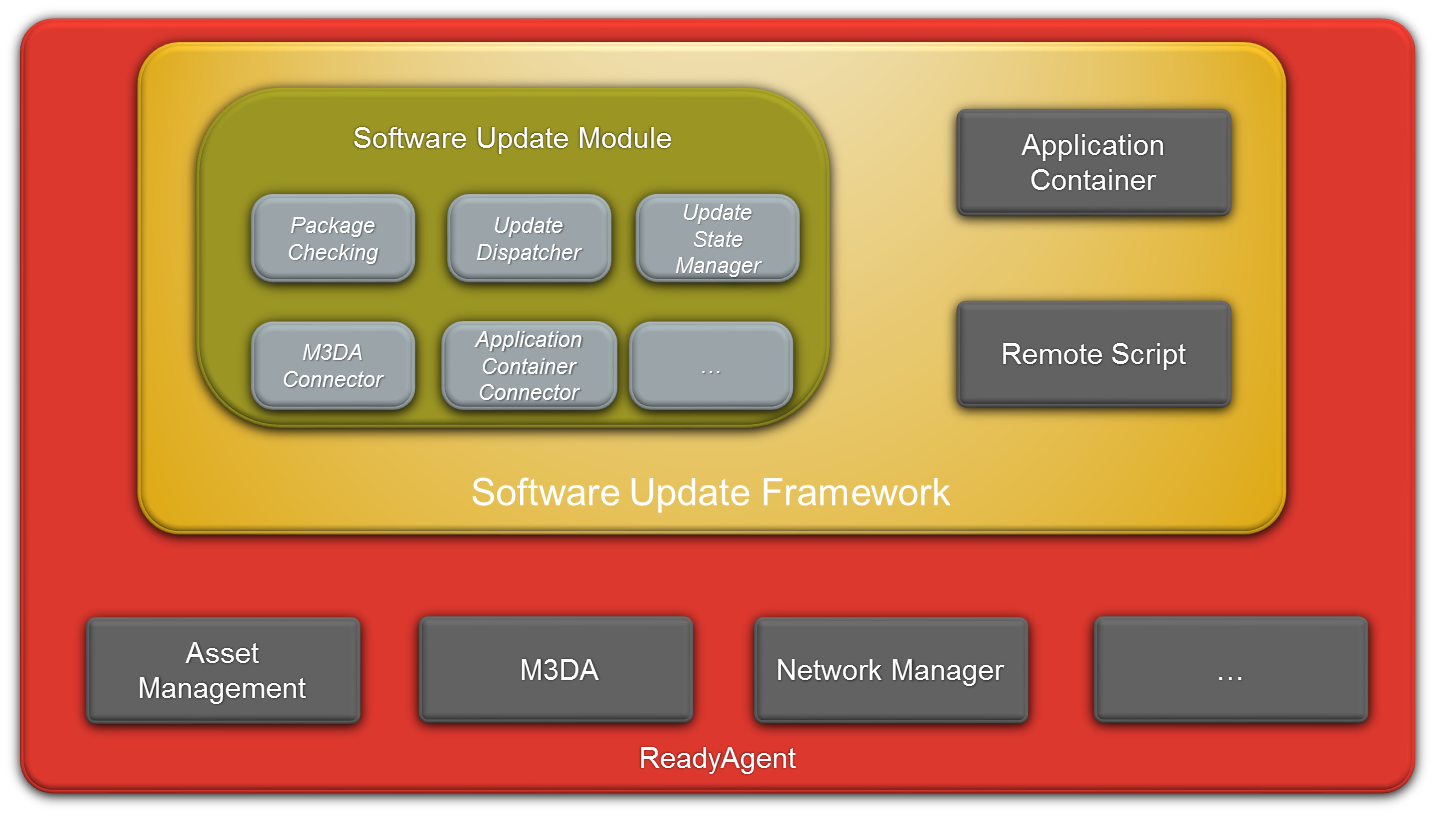 Software Update Module
Application
Container
Package
Checking
Update
Dispatcher
Update
State
Manager
M3DA
Connector
Application
Container
Connector
...
Remote Script
Software Update Framework
Asset
Management
M3DA
Network Manager
...
ReadyAgent